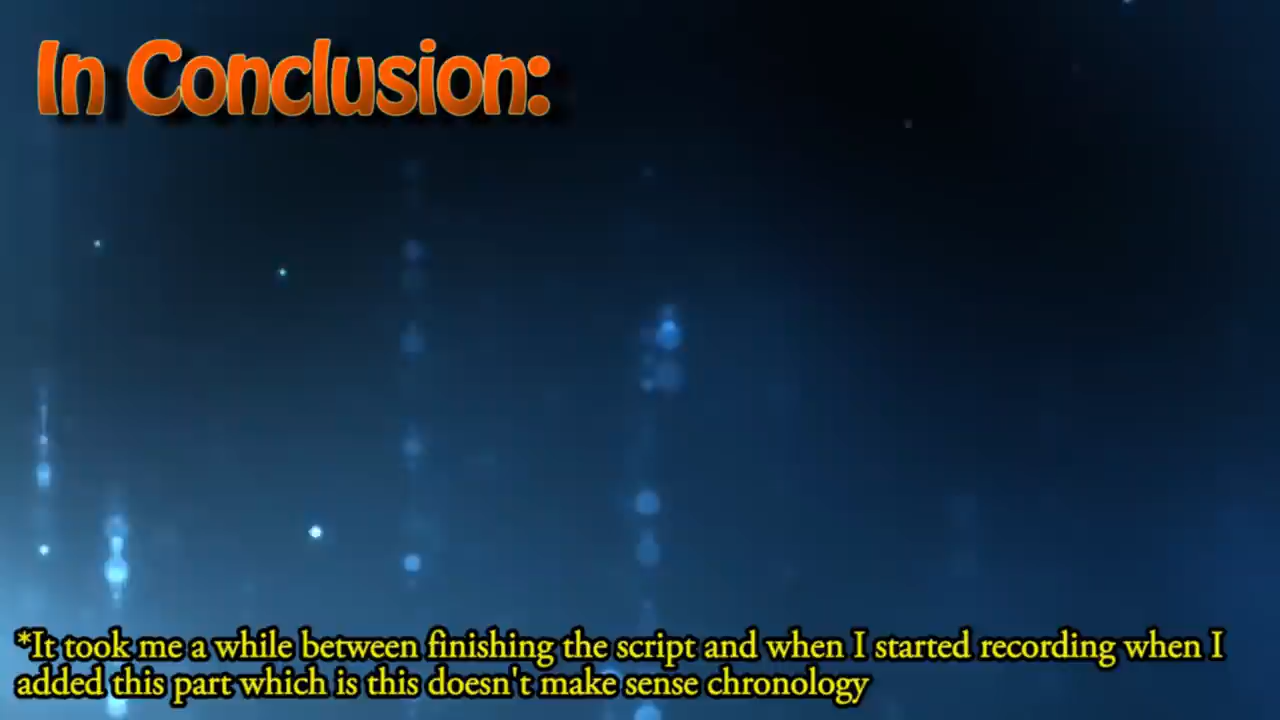 In Conclusion:
*It took me a while between finishing the script and when I started recording when I
added this part which is this doesn't make sense chronology